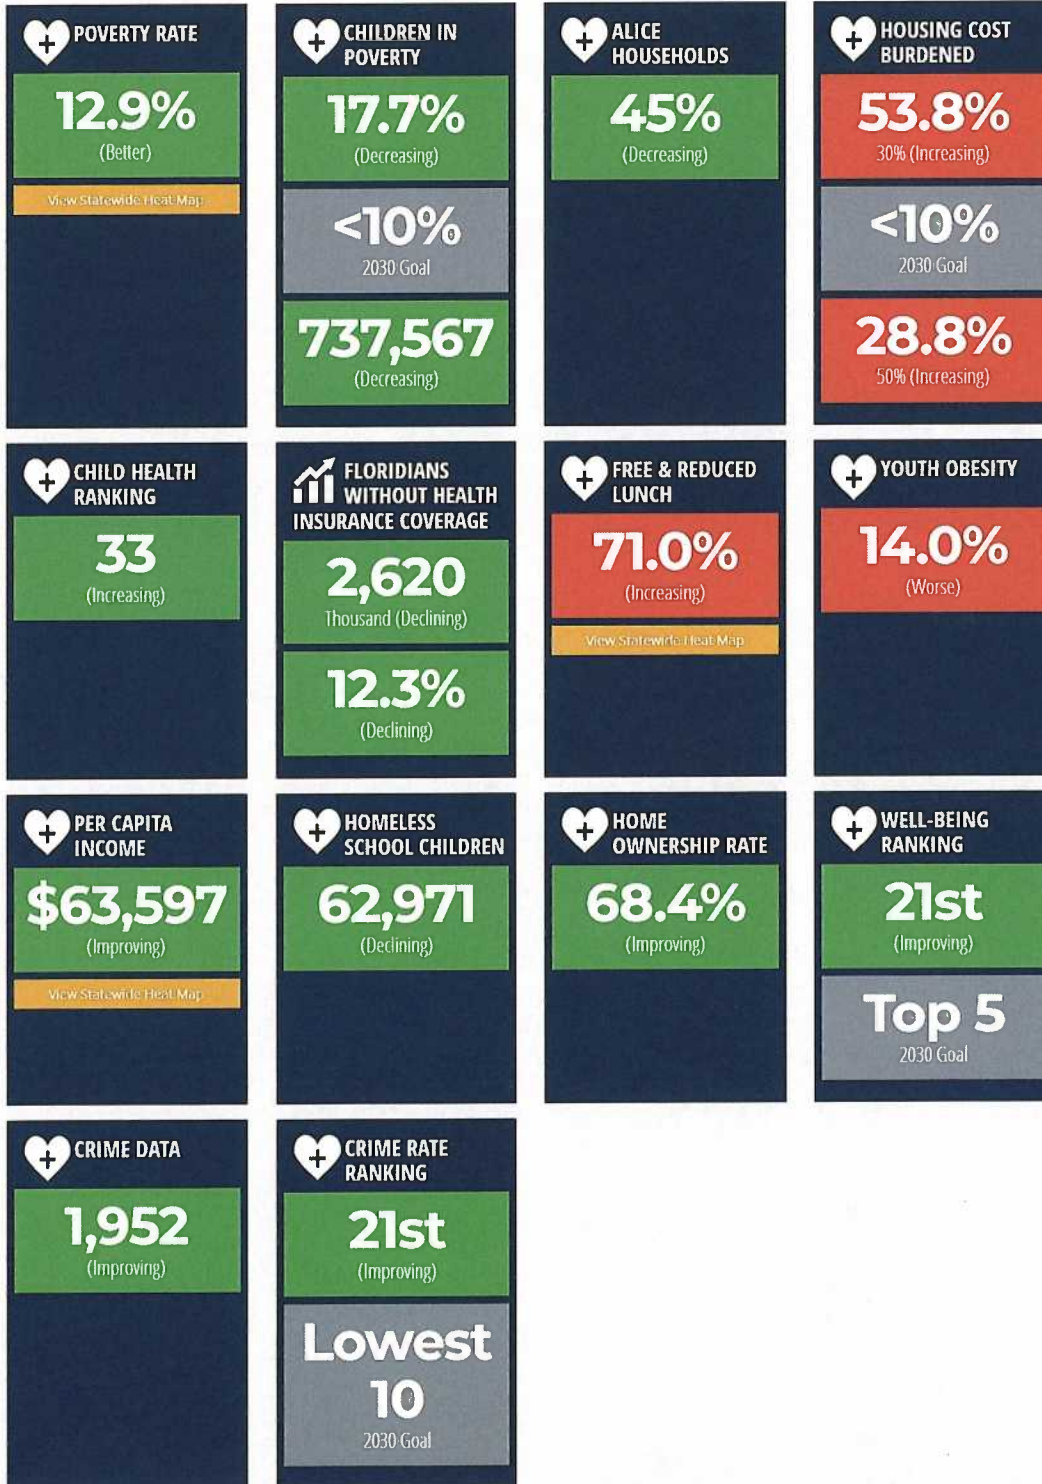 POVERTY RATE
12.9%
(Better)
View Statewide Heat Map
CHILDREN IN
POVERTY
17.7%
(Decreasing)
<10%
2030 Goal
737,567
(Decreasing)
ALICE
HOUSEHOLDS
45%
(Decreasing)
HOUSING COST
BURDENED
53.8%
30% (Increasing)
<10%
2030 Goal
28.8%
50% (Increasing)
CHILD HEALTH
RANKING
33
(Increasing)
FLORIDIANS
WITHOUT HEALTH
INSURANCE COVERAGE
2,620
Thousand (Declining)
12.3%
(Declining)
FREE & REDUCED
LUNCH
71.0%
(Increasing)
View Statewide Heat Map
YOUTH OBESITY
14.0%
(Worse)
PER CAPITA
INCOME
$63,597
(Improving)
View Statewide Heat Map
HOMELESS
SCHOOL CHILDREN
62,971
(Declining)
HOME
OWNERSHIP RATE
68.4%
(Improving)
WELL-BEING
RANKING
21st
(Improving)
Top 5
2030 Goal
CRIME DATA
1,952
(Improving)
CRIME RATE
RANKING
21st
(Improving)
Lowest
10
2030 Goal